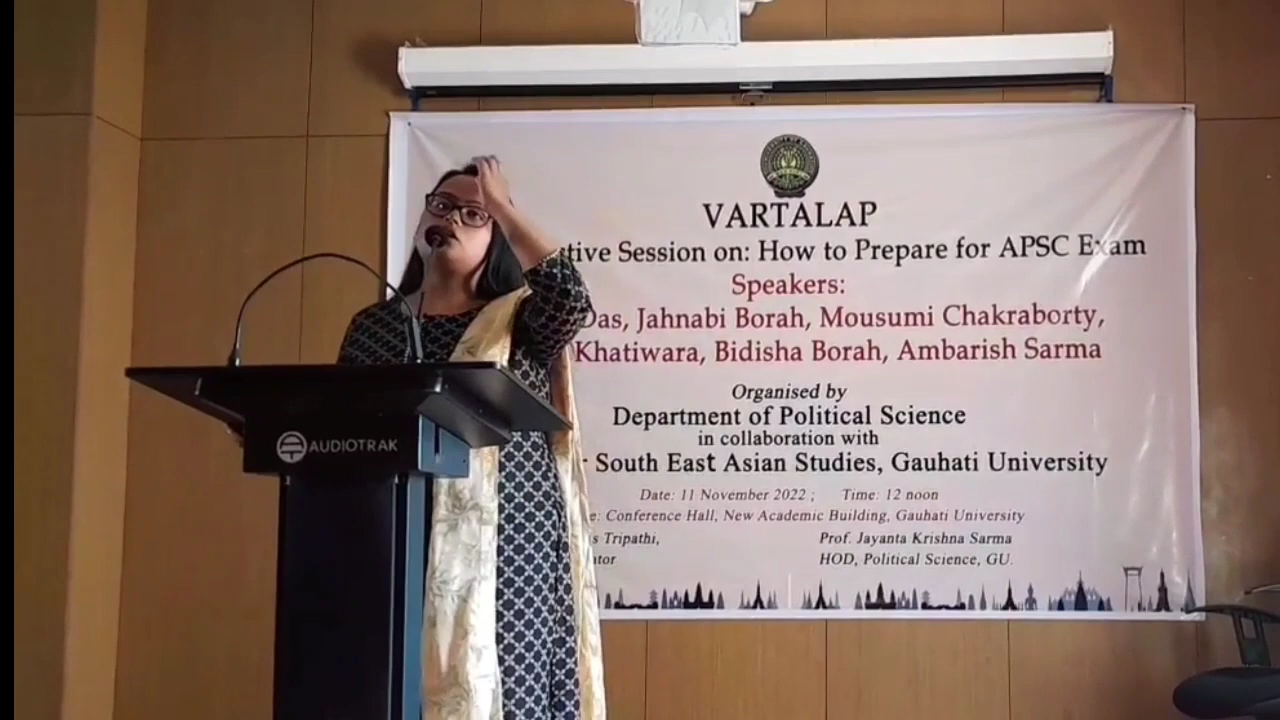 VARTALAP
tive Session on: How to Prepare for APSC Exam
Speakers:
Das, Jahnabi Borah, Mousumi Chakraborty,
Khatiwara, Bidisha Borah, Ambarish Sarma
Organised by
Department of Political Science
in collaboration with
South East Asian Studies, Gauhati University
Date: 11 November 2022 ; Time: 12 noon
e: Conference Hall, New Academic Building, Gauhati University
s Tripathi, Prof. Jayanta Krishna Sarma
ator HOD, Political Science, GU.
AUDIOTRAK